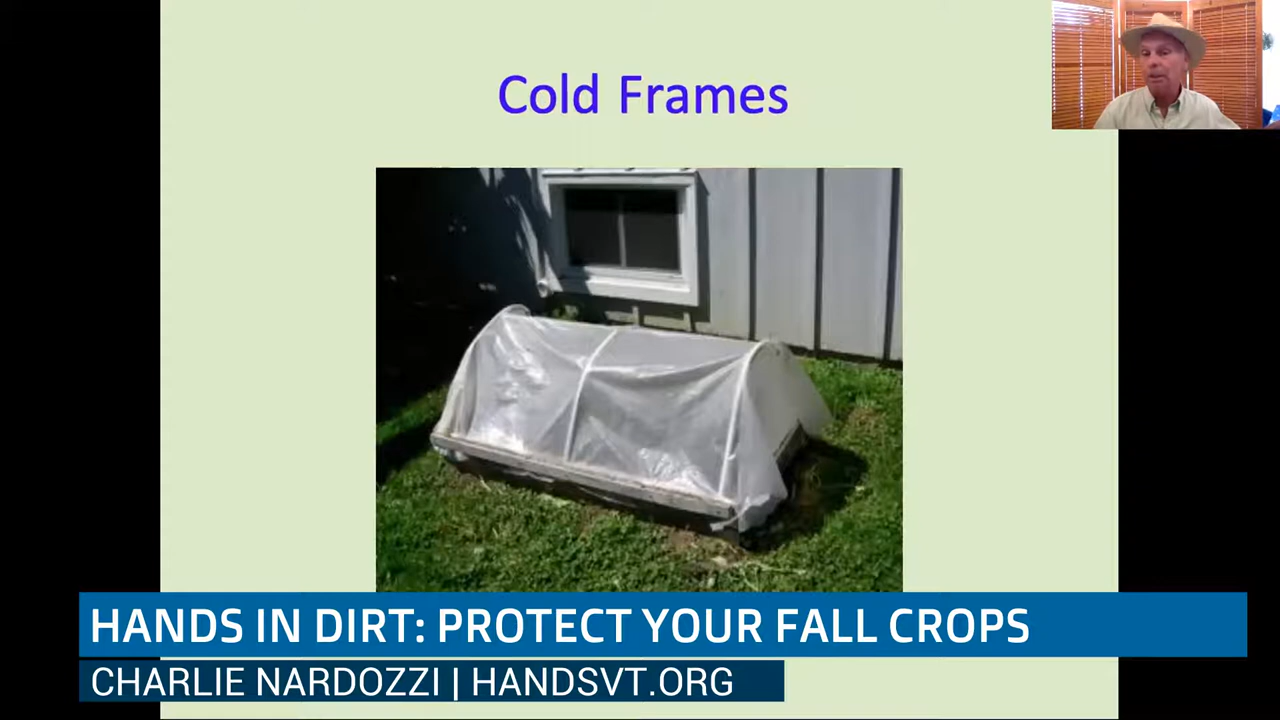 Cold Frames
HANDS IN DIRT: PROTECT YOUR FALL CROPS
CHARLIE NARDOZZI | HANDSVT.ORG